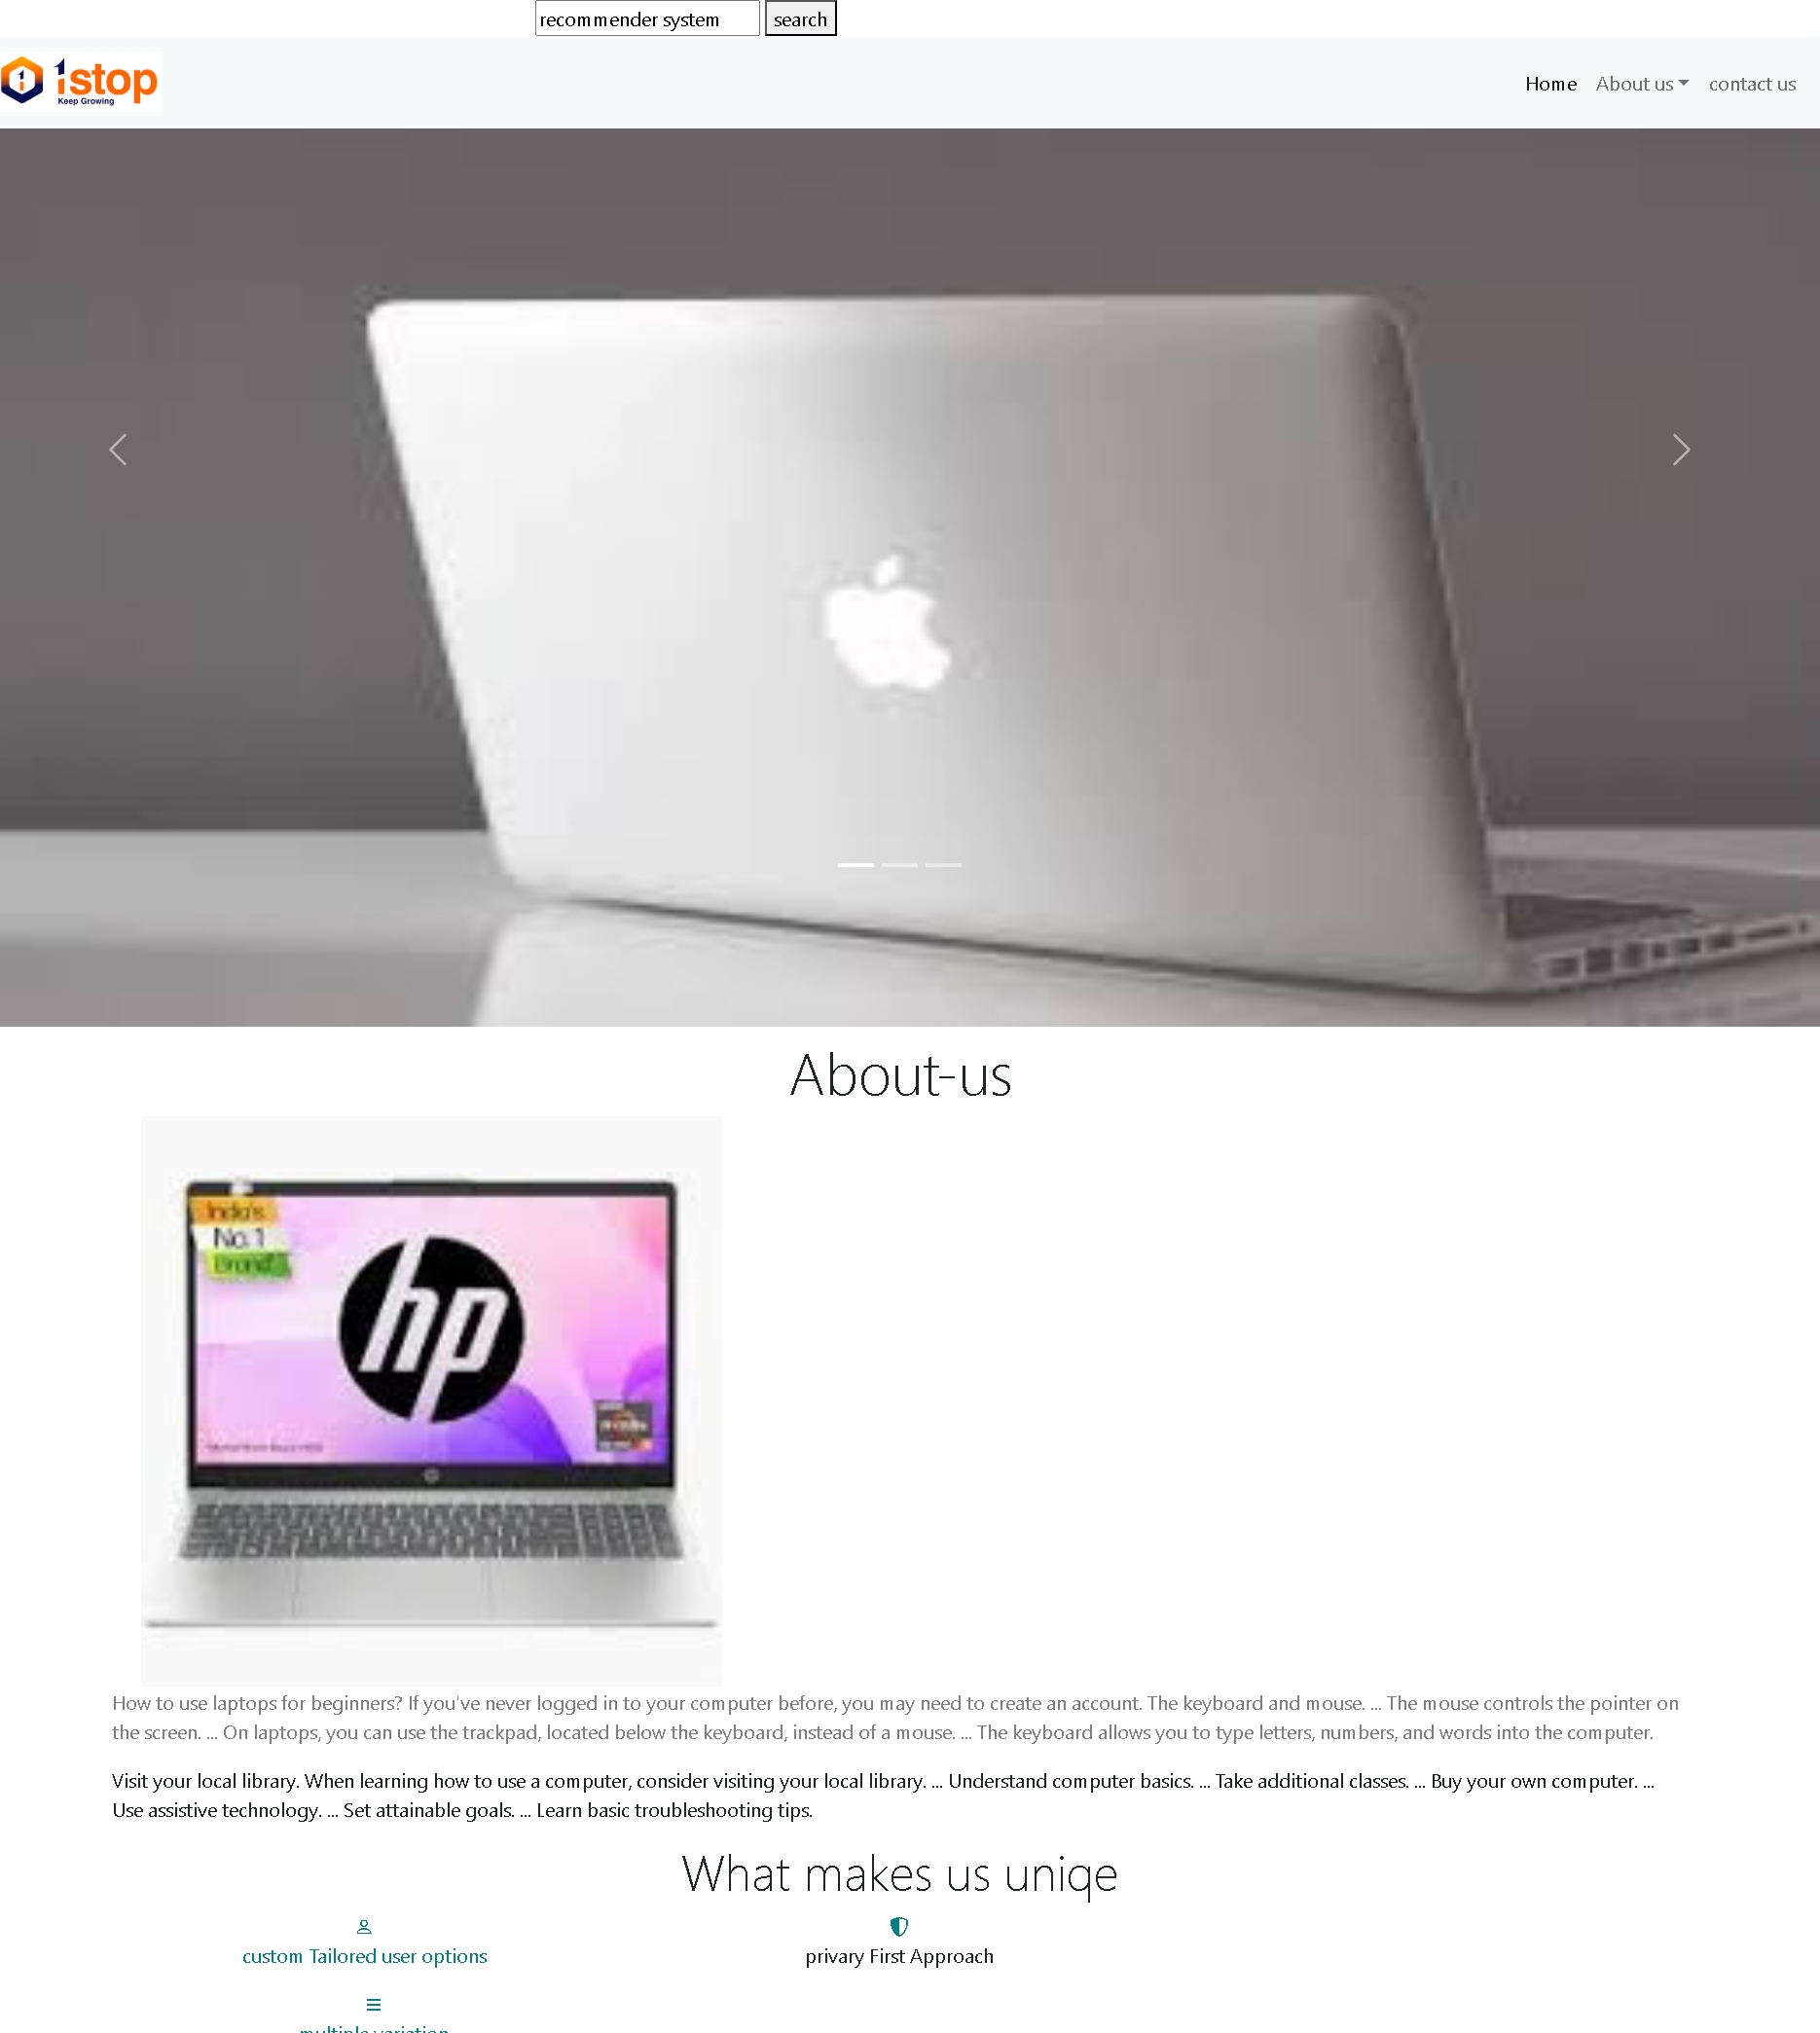 recommender system search
1stop
Keep Growing
Home About us contact us
About-us
India's
No.1
Brand
hp
How to use laptops for beginners? If you've never logged in to your computer before, you may need to create an account. The keyboard and mouse. ... The mouse controls the pointer on
the screen. ... On laptops, you can use the trackpad, located below the keyboard, instead of a mouse. ... The keyboard allows you to type letters, numbers, and words into the computer.
Visit your local library. When learning how to use a computer, consider visiting your local library. ... Understand computer basics. ... Take additional classes. ... Buy your own computer. ...
Use assistive technology. ... Set attainable goals. ... Learn basic troubleshooting tips.
What makes us uniqe
custom Tailored user options
privary First Approach
multiple variation